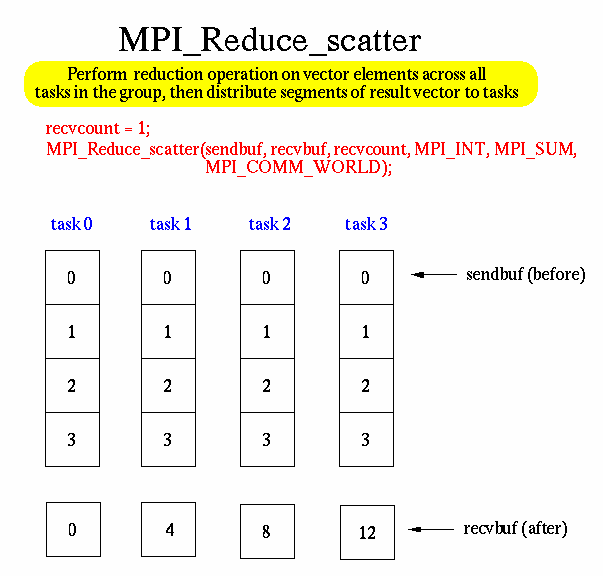 MPI_Reduce_scatter
Perform reduction operation on vector elements across all
tasks in the group, then distribute segments of result vector to tasks
recvcount = 1;
MPI_Reduce_scatter(sendbuf, recvbuf, recvcount, MPI_INT, MPI_SUM,
MPI_COMM_WORLD);
task 0 task 1 task 2 task 3
0 0 0 0 sendbuf (before)
1 1 1 1
2 2 2 2
3 3 3 3
0 4 8 12 recvbuf (after)